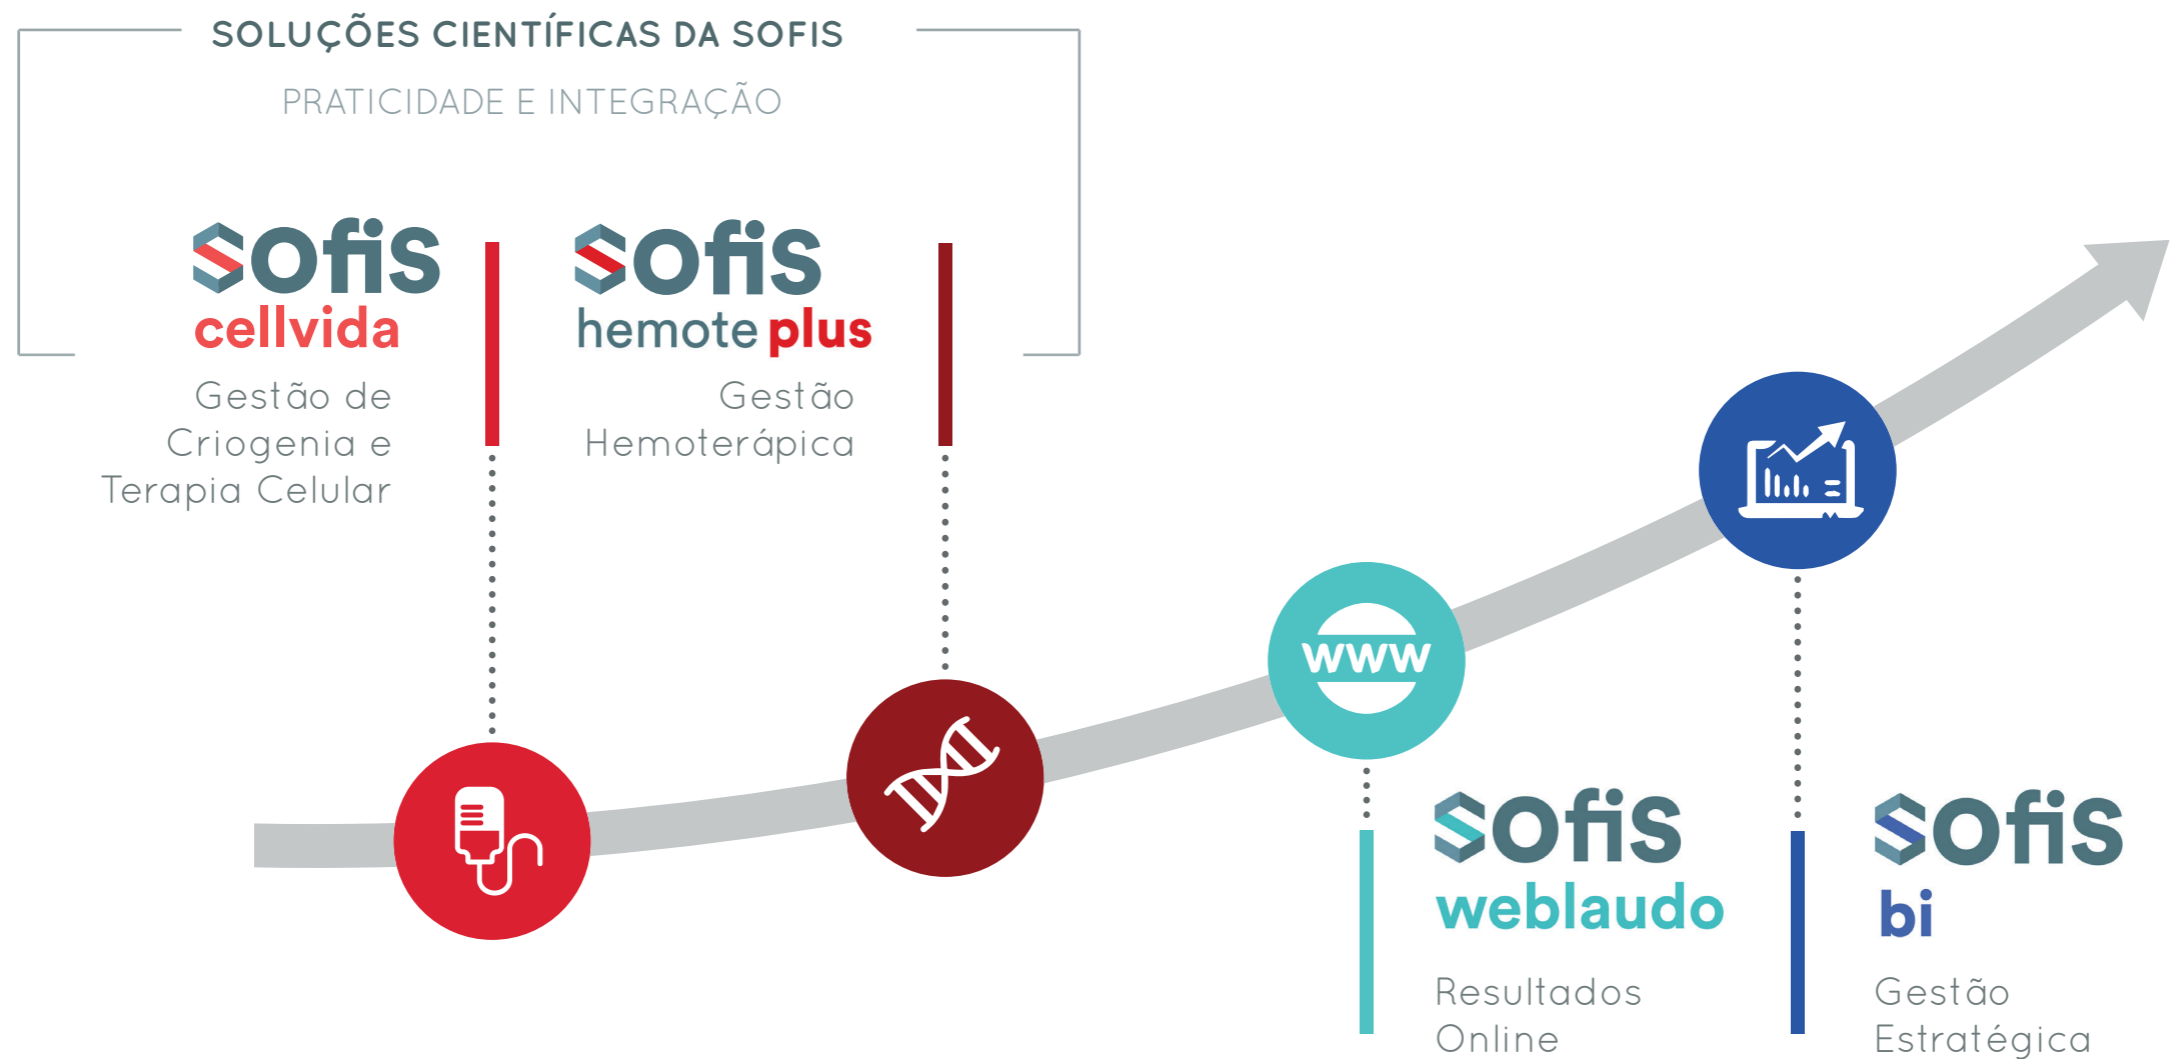 SOLUÇÕES CIENTÍFICAS DA SOFIS
PRATICIDADE E INTEGRAÇÃO
sofis
cellvida
Gestão de
Criogenia e
Terapia Celular
sofis
hemote plus
Gestão
Hemoterápica
www
sofis
weblaudo
Resultados
Online
sofis
bi
Gestão
Estratégica